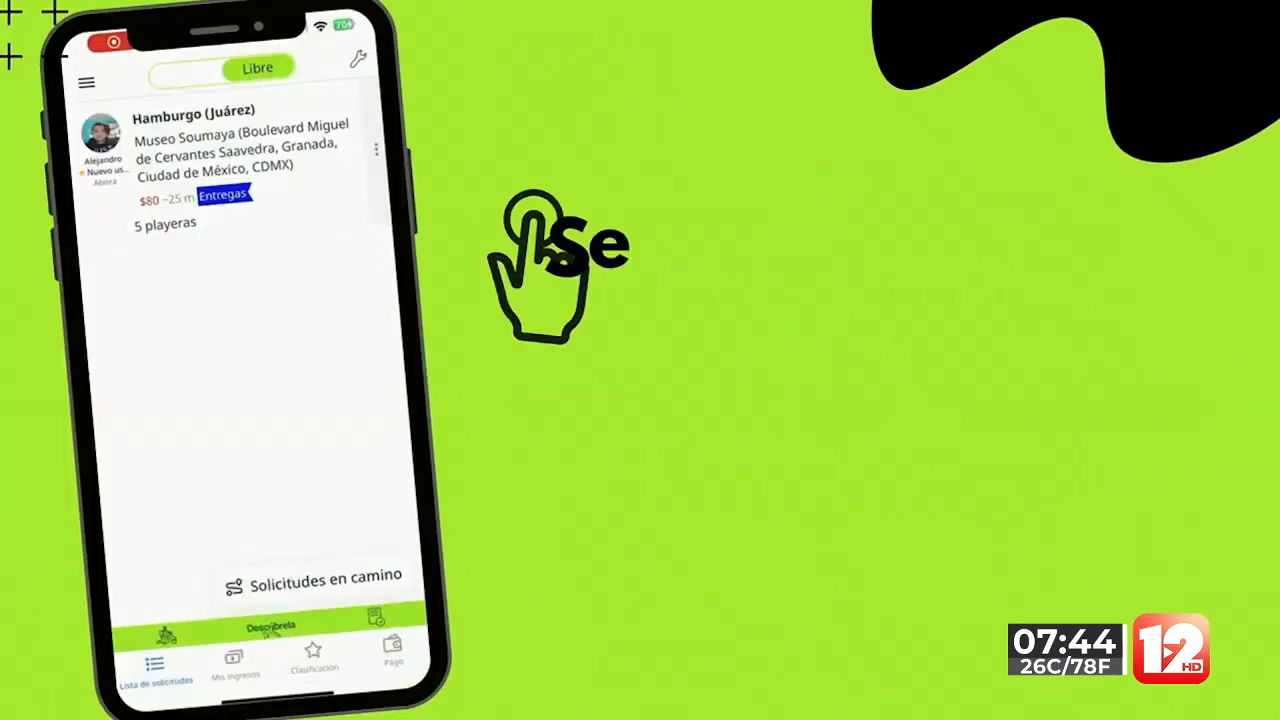 70
Libre
Hamburgo (Juárez)
Museo Soumaya (Boulevard Miguel
de Cervantes Saavedra, Granada,
Ciudad de México, CDMX)
Alejandro
Nuevo us...
Ahora
$80 ~25 m Entregas
5 playeras
Se
Solicitudes en camino
Descúbrela
Lista de solicitudes
Mis ingresos
Clasificación
Pago
07:44
26C/78F
12
HD